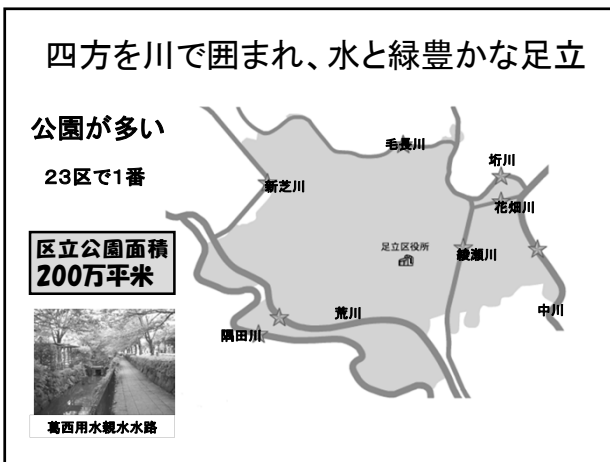 四方を川で囲まれ、水と緑豊かな足立
公園が多い
23区で1番
区立公園面積
200万平米
葛西用水親水水路
毛長川
垳川
新芝川
花畑川
足立区役所
綾瀬川
荒川
中川
隅田川